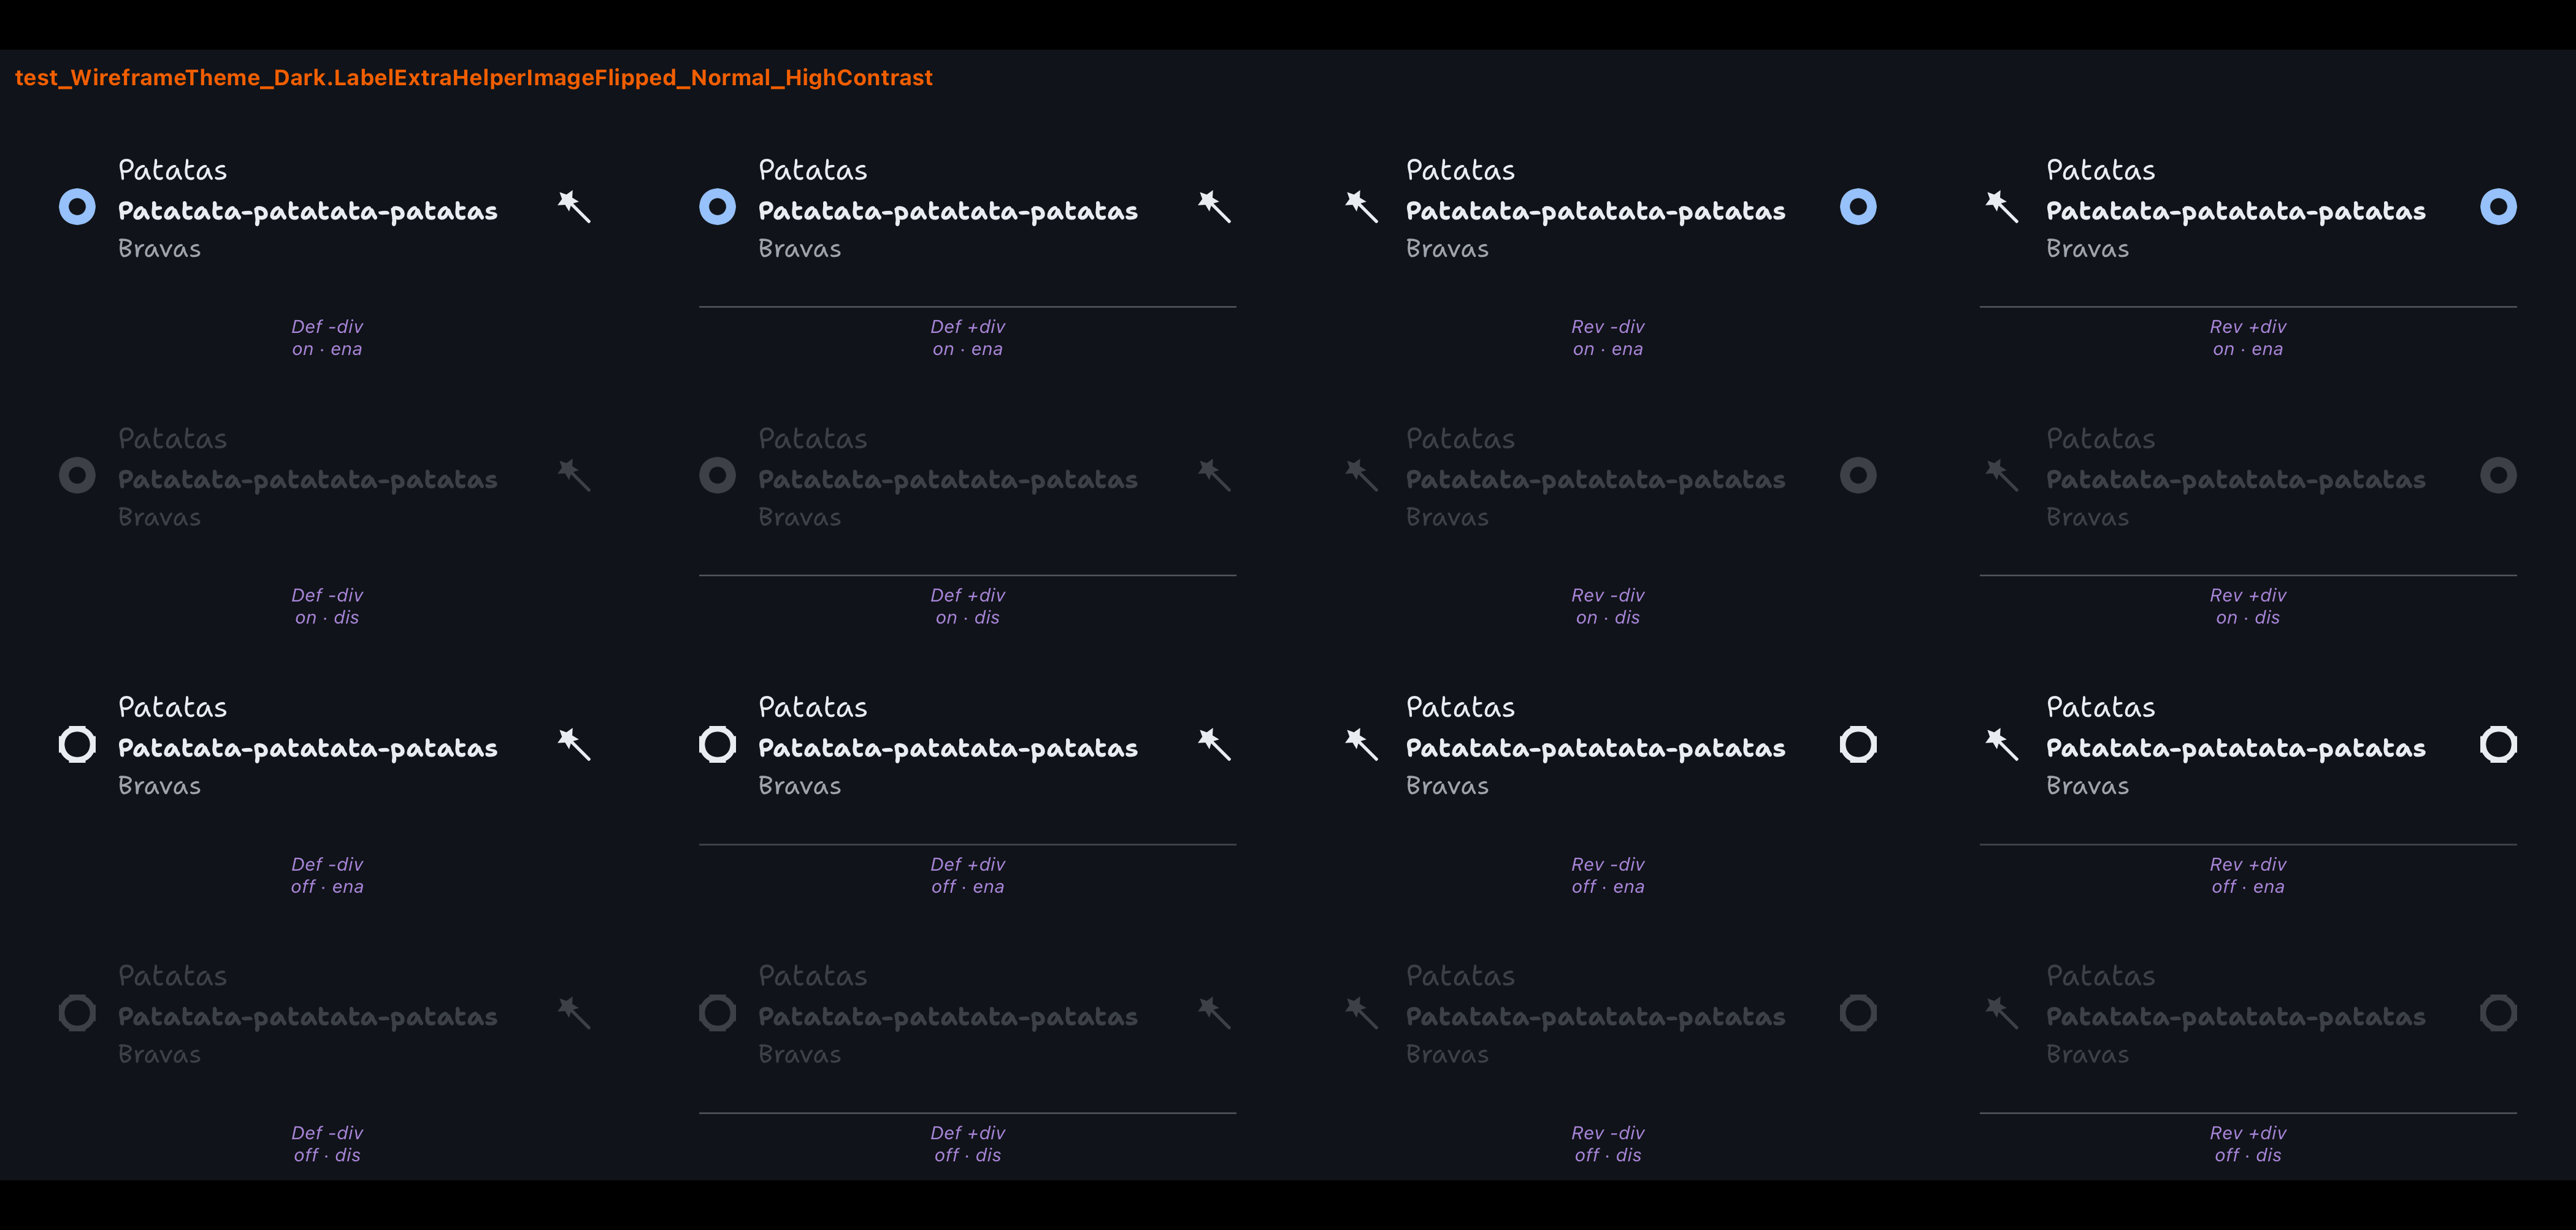 test_WireframeTheme_Dark.LabelExtraHelperImageFlipped_Normal_HighContrast
Patatas
Patatata-patatata-patatas
Bravas
Def -div
on · ena
Patatas
Patatata-patatata-patatas
Bravas
Def +div
on · ena
Patatas
Patatata-patatata-patatas
Bravas
Rev -div
on · ena
Patatas
Patatata-patatata-patatas
Bravas
Rev +div
on · ena
Patatas
Patatata-patatata-patatas
Bravas
Def -div
on · dis
Patatas
Patatata-patatata-patatas
Bravas
Def +div
on · dis
Patatas
Patatata-patatata-patatas
Bravas
Rev -div
on · dis
Patatas
Patatata-patatata-patatas
Bravas
Rev +div
on · dis
Patatas
Patatata-patatata-patatas
Bravas
Def -div
off · ena
Patatas
Patatata-patatata-patatas
Bravas
Def +div
off · ena
Patatas
Patatata-patatata-patatas
Bravas
Rev -div
off · ena
Patatas
Patatata-patatata-patatas
Bravas
Rev +div
off · ena
Patatas
Patatata-patatata-patatas
Bravas
Def -div
off · dis
Patatas
Patatata-patatata-patatas
Bravas
Def +div
off · dis
Patatas
Patatata-patatata-patatas
Bravas
Rev -div
off · dis
Patatas
Patatata-patatata-patatas
Bravas
Rev +div
off · dis